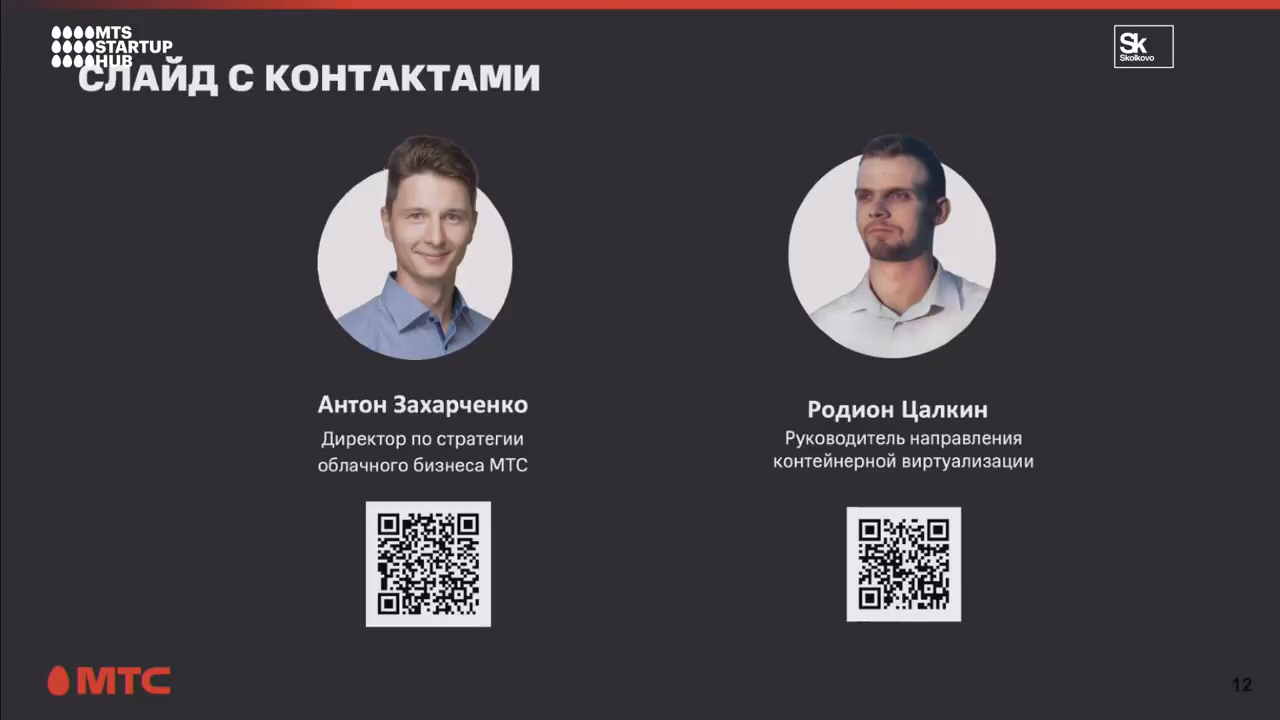 MTS
STARTUP
HUB
Sk
Skolkovo
СЛАЙД С КОНТАКТАМИ
Антон Захарченко
Директор по стратегии
облачного бизнеса МТС
Родион Цалкин
Руководитель направления
контейнерной виртуализации
МТС
12